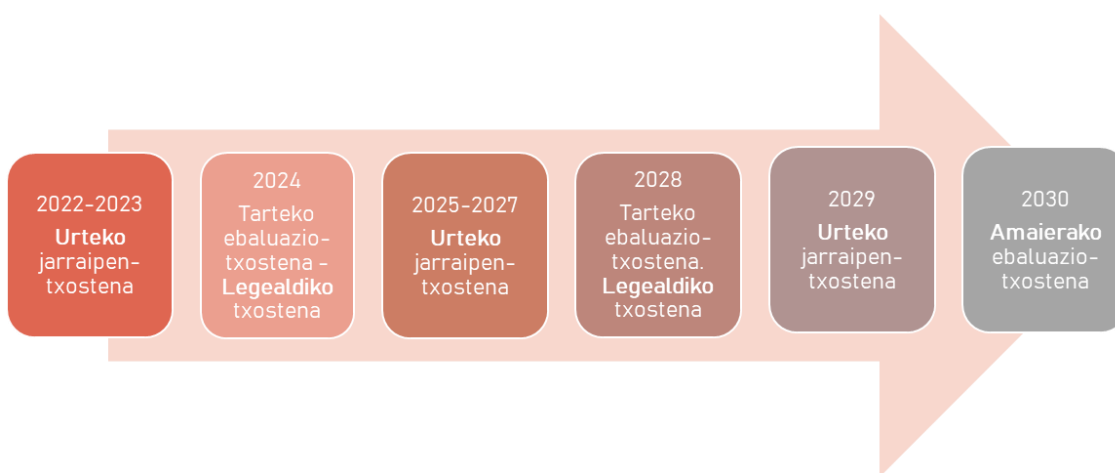 2022-2023
Urteko
jarraipen-
txostena
2024
Tarteko
ebaluazio-
txostena -
Legealdiko
txostena
2025-2027
Urteko
jarraipen-
txostena
2028
Tarteko
ebaluazio-
txostena.
Legealdiko
txostena
2029
Urteko
jarraipen-
txostena
2030
Amaierako
ebaluazio-
txostena